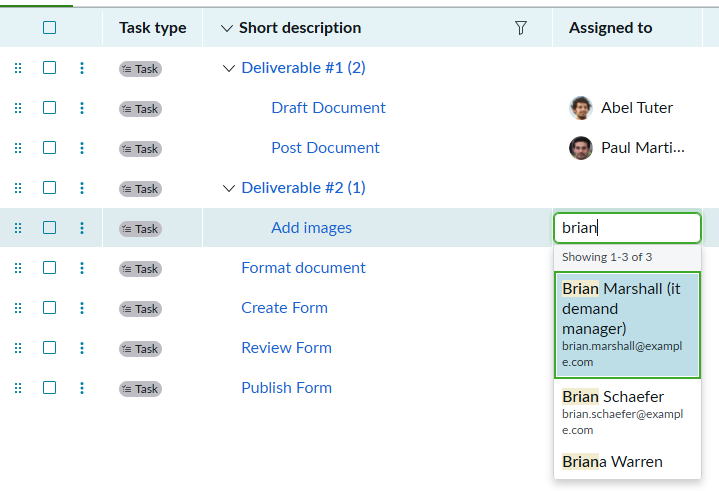 Task type Short description Assigned to
Task Deliverable #1 (2)
Task Draft Document Abel Tuter
Task Post Document Paul Marti...
Task Deliverable #2 (1)
Task Add images brian
Showing 1-3 of 3
Task Format document
Brian Marshall (it
demand
manager)
brian.marshall@exampl
e.com
Task Create Form
Task Review Form
Task Publish Form
Brian Schaefer
brian.schaefer@exampl
e.com
Briana Warren